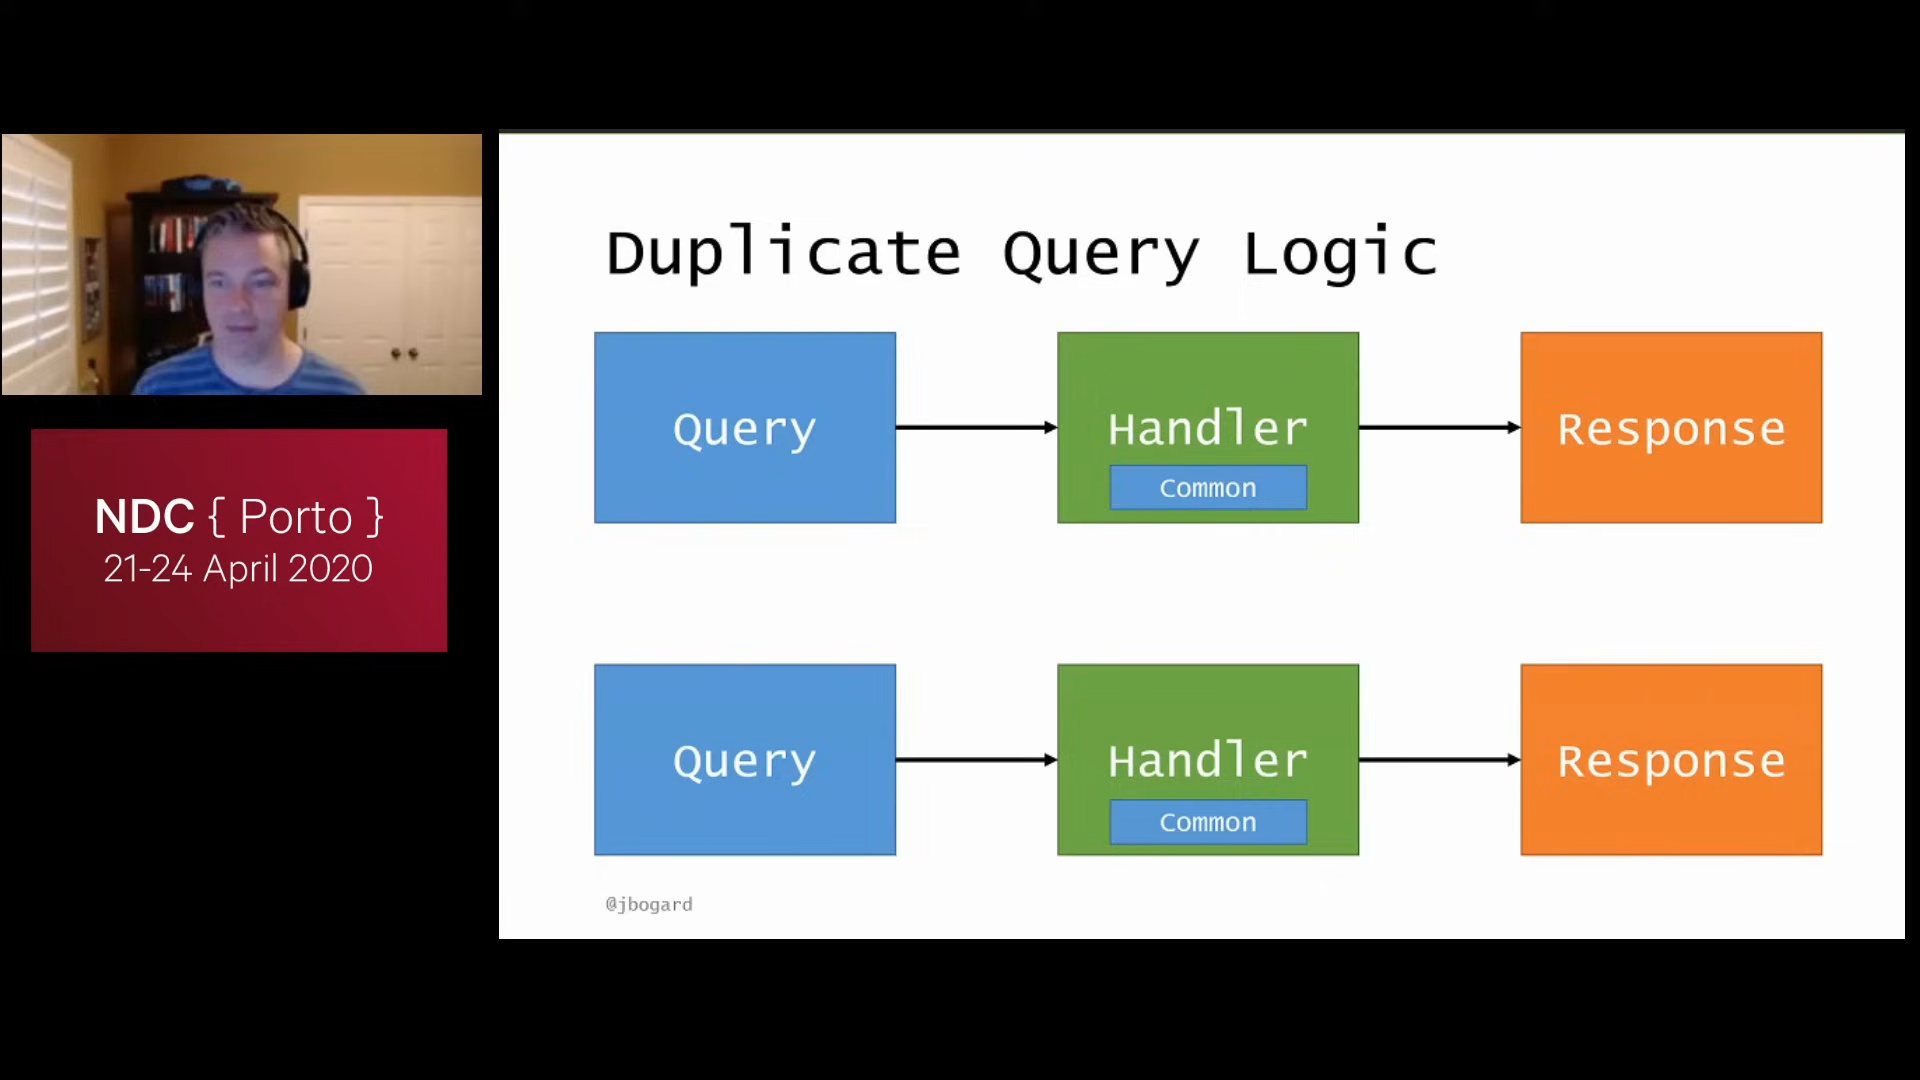 NDC { Porto }
21-24 April 2020
Duplicate Query Logic
Query
Handler
Common
Response
Query
Handler
Common
Response
@jbogard